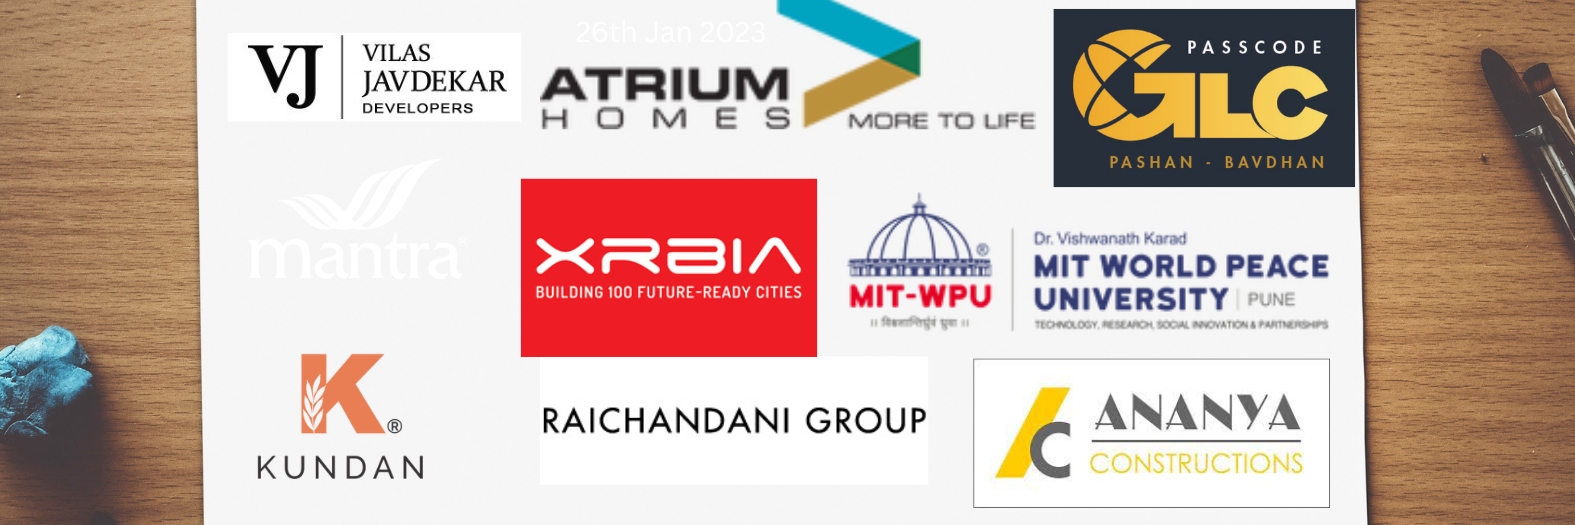 26th Jan 2023
VJ
VILAS
JAVDEKAR
DEVELOPERS
ATRIUM
HOMES
MORE TO LIFE
PASSCODE
GLC
PASHAN - BAVDHAN
mantra®
XRBIA
BUILDING 100 FUTURE-READY CITIES
MIT-WPU
®
Dr. Vishwanath Karad
MIT WORLD PEACE
UNIVERSITY | PUNE
TECHNOLOGY, RESEARCH, SOCIAL INNOVATION & PARTNERSHIPS
K®
KUNDAN
RAICHANDANI GROUP
AC
ANANYA
CONSTRUCTIONS